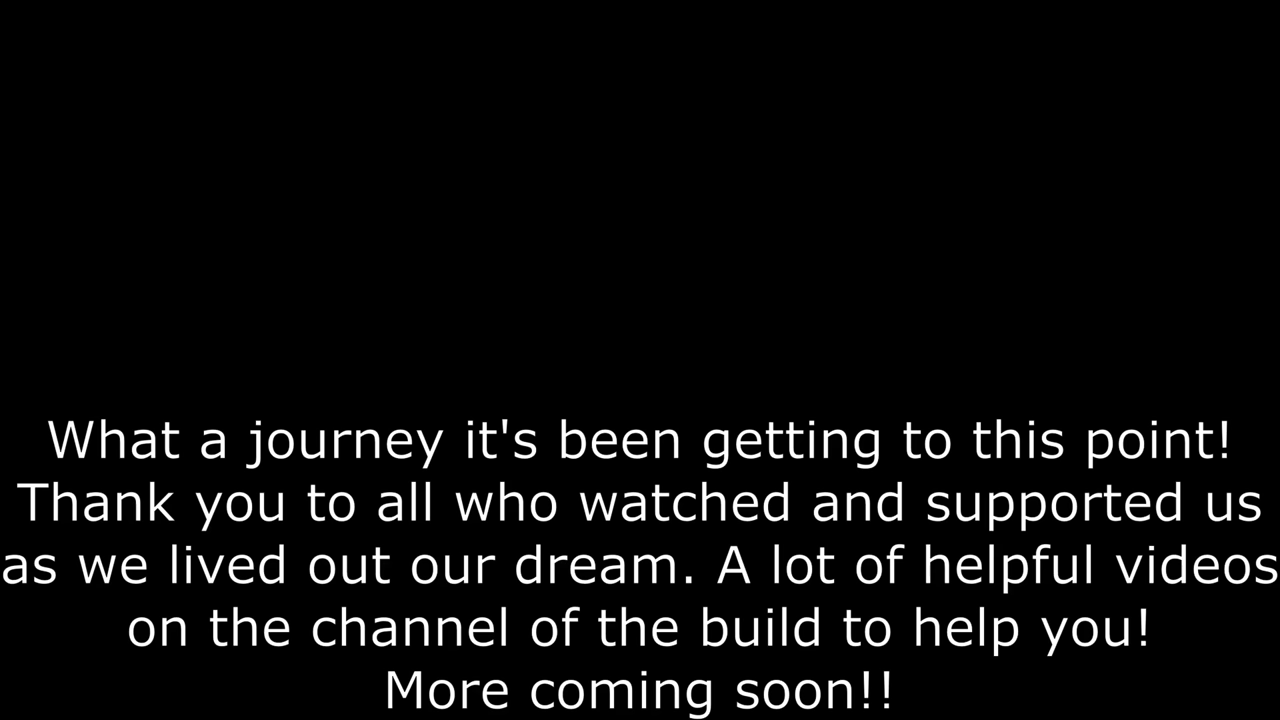 What a journey it's been getting to this point!
Thank you to all who watched and supported us
as we lived out our dream. A lot of helpful videos
on the channel of the build to help you!
More coming soon!!